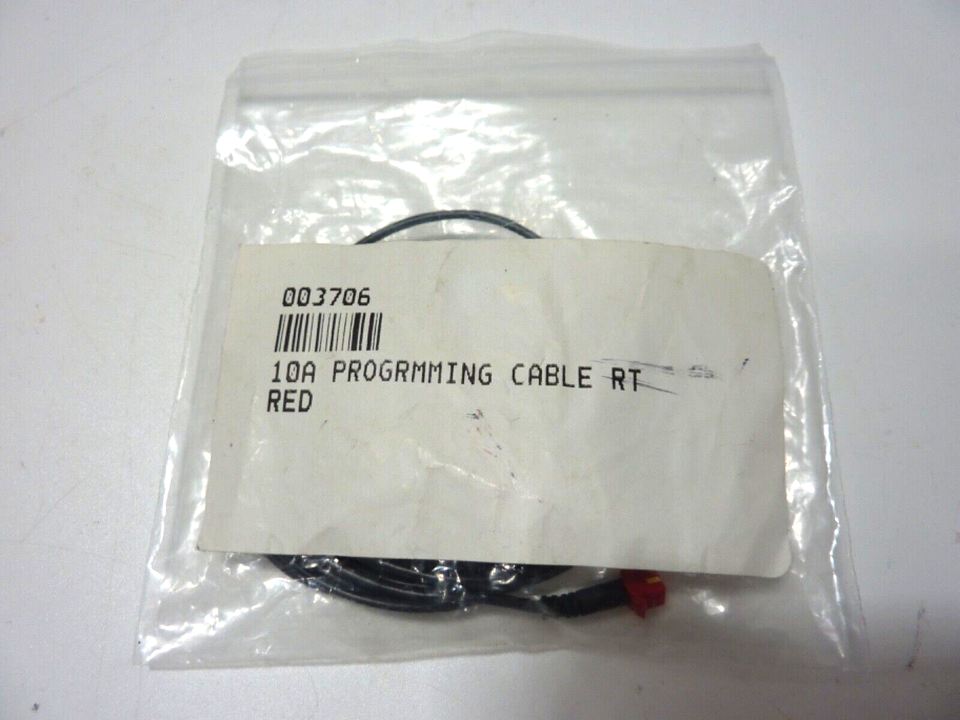 003706
10A PROGRMMING CABLE RT
RED